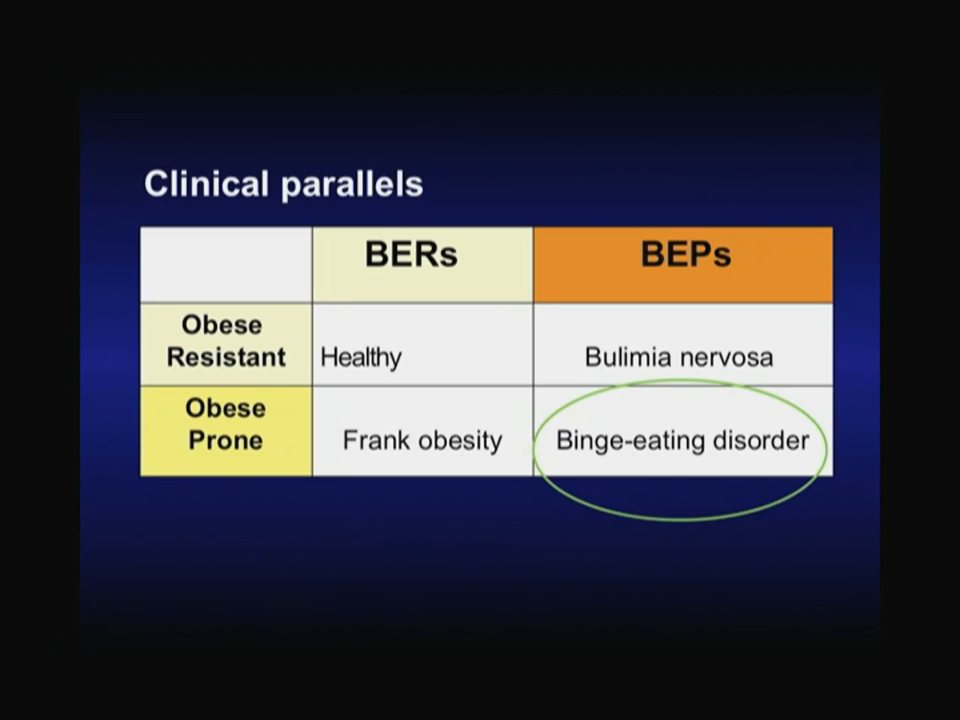 Clinical parallels
BERs
BEPs
Obese
Resistant
Healthy
Bulimia nervosa
Obese
Prone
Frank obesity
Binge-eating disorder